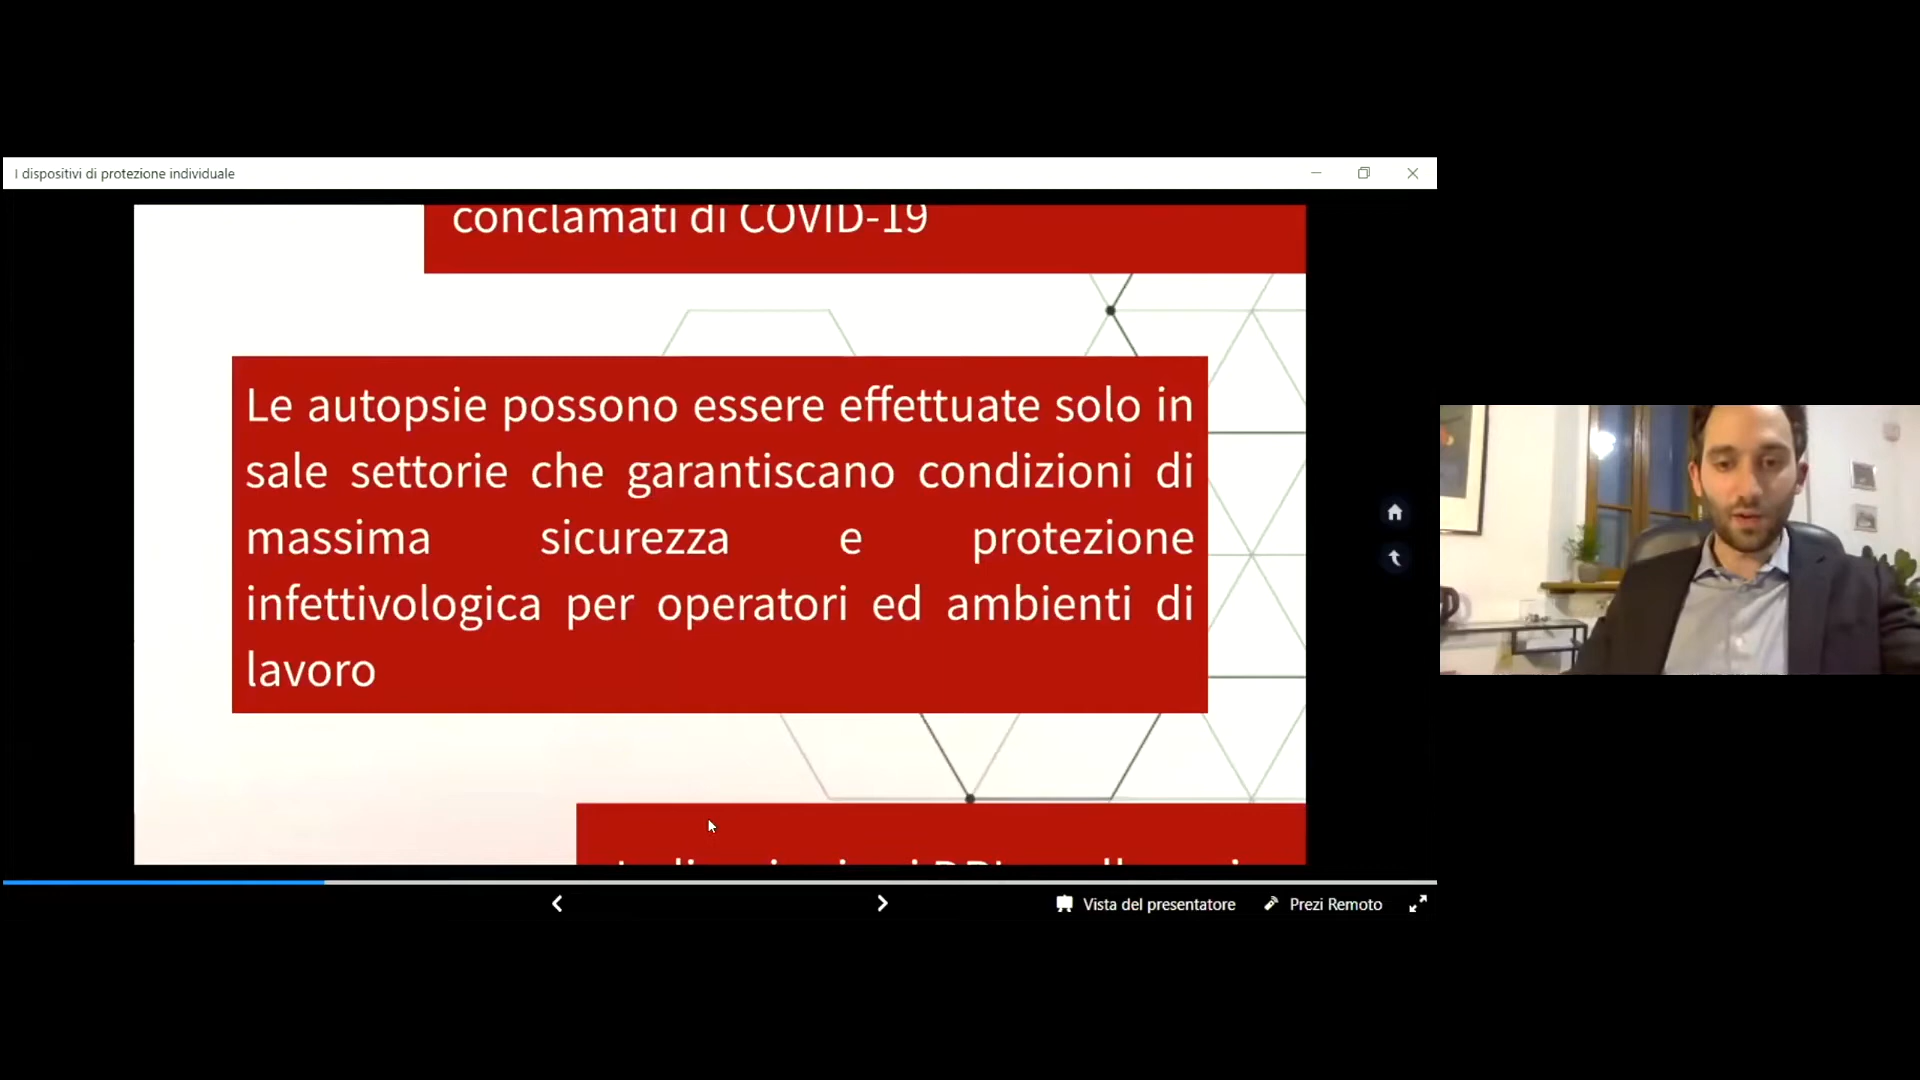 I dispositivi di protezione individuale
conclamati di COVID-19
Le autopsie possono essere effettuate solo in
sale settorie che garantiscano condizioni di
massima sicurezza e protezione
infettivologica per operatori ed ambienti di
lavoro
Vista del presentatore
Prezi Remoto